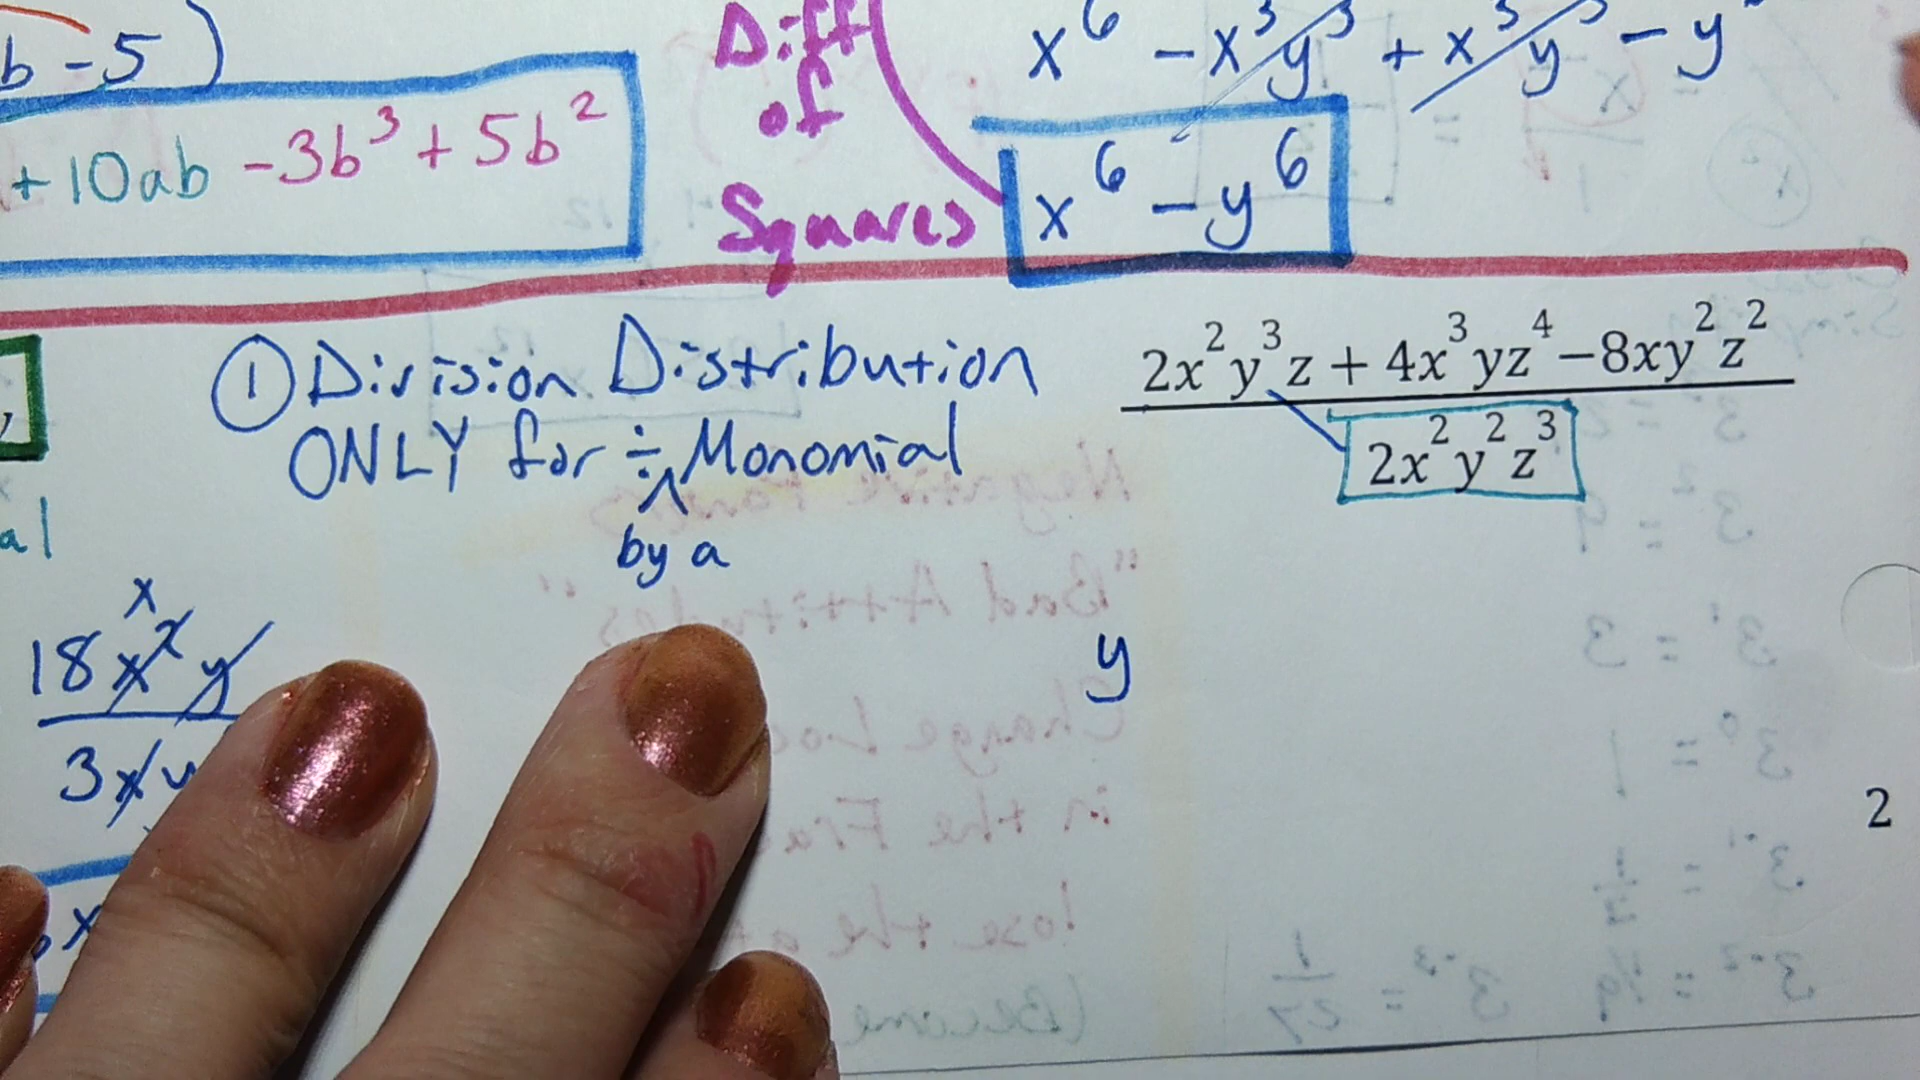 b - 5)
+ 10ab - 3b³ + 5b²
Diff
of
Squares
x⁶ - x³y³ + x³y³ - y
x⁶ - y⁶
① Division Distribution
ONLY for ÷ Monomial
^
by a
2x²y³z + 4x³yz⁴ – 8xy²z²
2x²y²z³
al
x
18x²y
3x
y
2
x